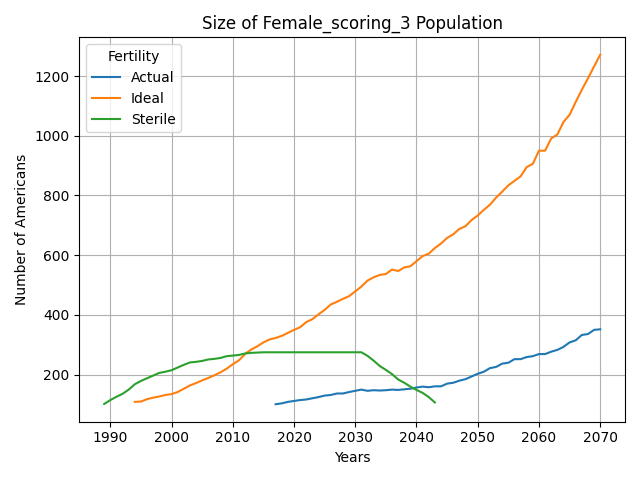 Size of Female_scoring_3 Population
Fertility
Actual
Ideal
Sterile
Number of Americans
1200
1000
800
600
400
200
1990 2000 2010 2020 2030 2040 2050 2060 2070
Years